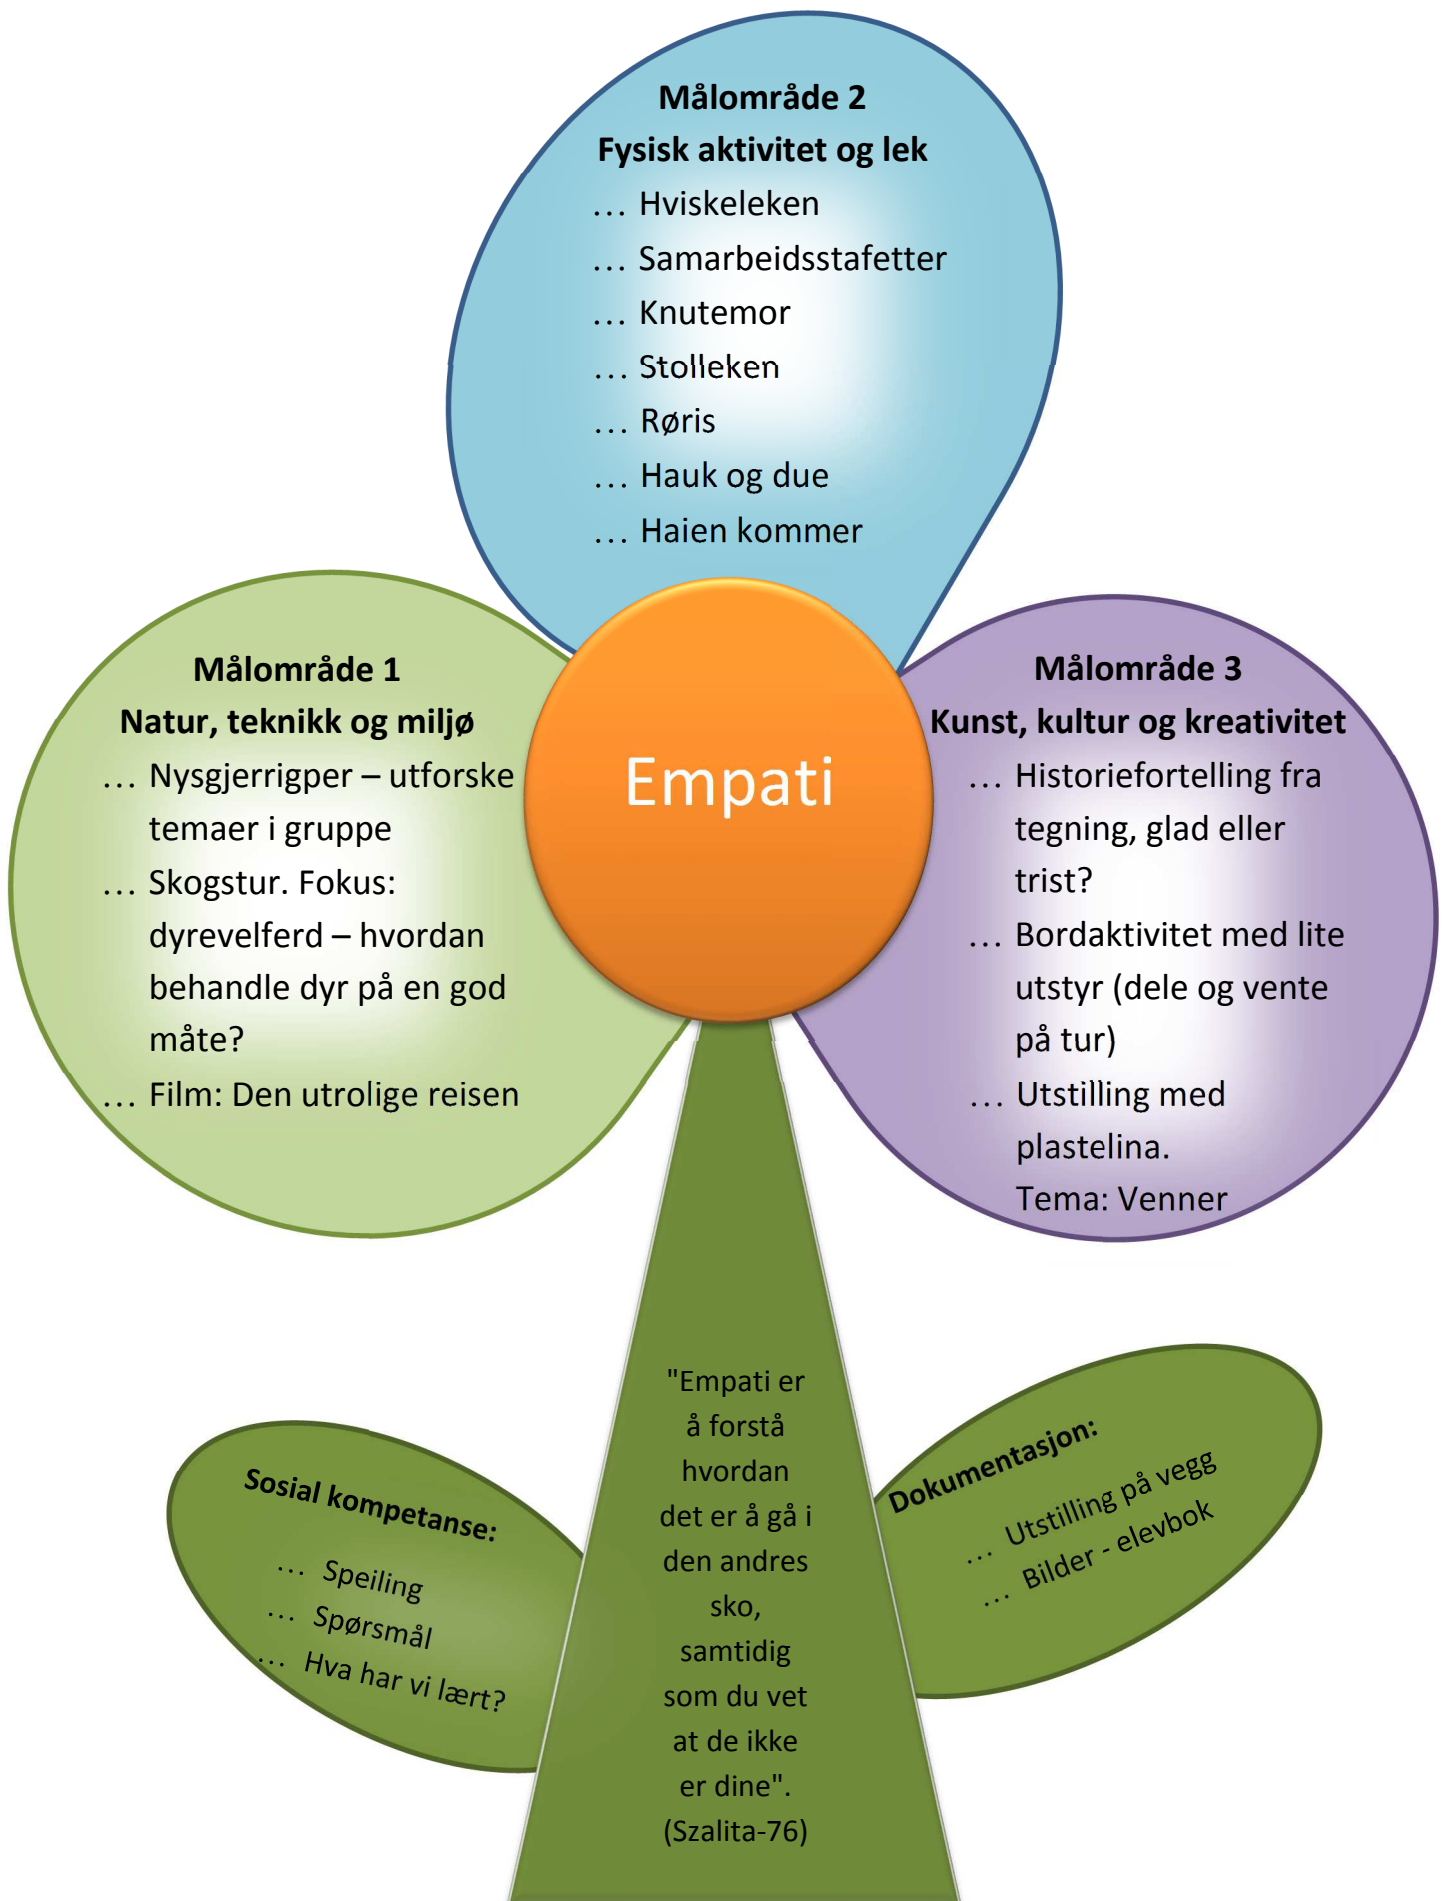 Målområde 2
Fysisk aktivitet og lek
... Hviskeleken
... Samarbeidsstafetter
... Knutemor
... Stolleken
... Røris
... Hauk og due
... Haien kommer
Målområde 1
Natur, teknikk og miljø
... Nysgjerrigper – utforske
temaer i gruppe
... Skogstur. Fokus:
dyrevelferd – hvordan
behandle dyr på en god
måte?
... Film: Den utrolige reisen
Empati
Målområde 3
Kunst, kultur og kreativitet
... Historiefortelling fra
tegning, glad eller
trist?
... Bordaktivitet med lite
utstyr (dele og vente
på tur)
... Utstilling med
plastelina.
Tema: Venner
Sosial kompetanse:
... Speiling
... Spørsmål
... Hva har vi lært?
"Empati er
å forstå
hvordan
det er å gå i
den andres
sko,
samtidig
som du vet
at de ikke
er dine".
(Szalita-76)
Dokumentasjon:
... Utstilling på vegg
... Bilder - elevbok